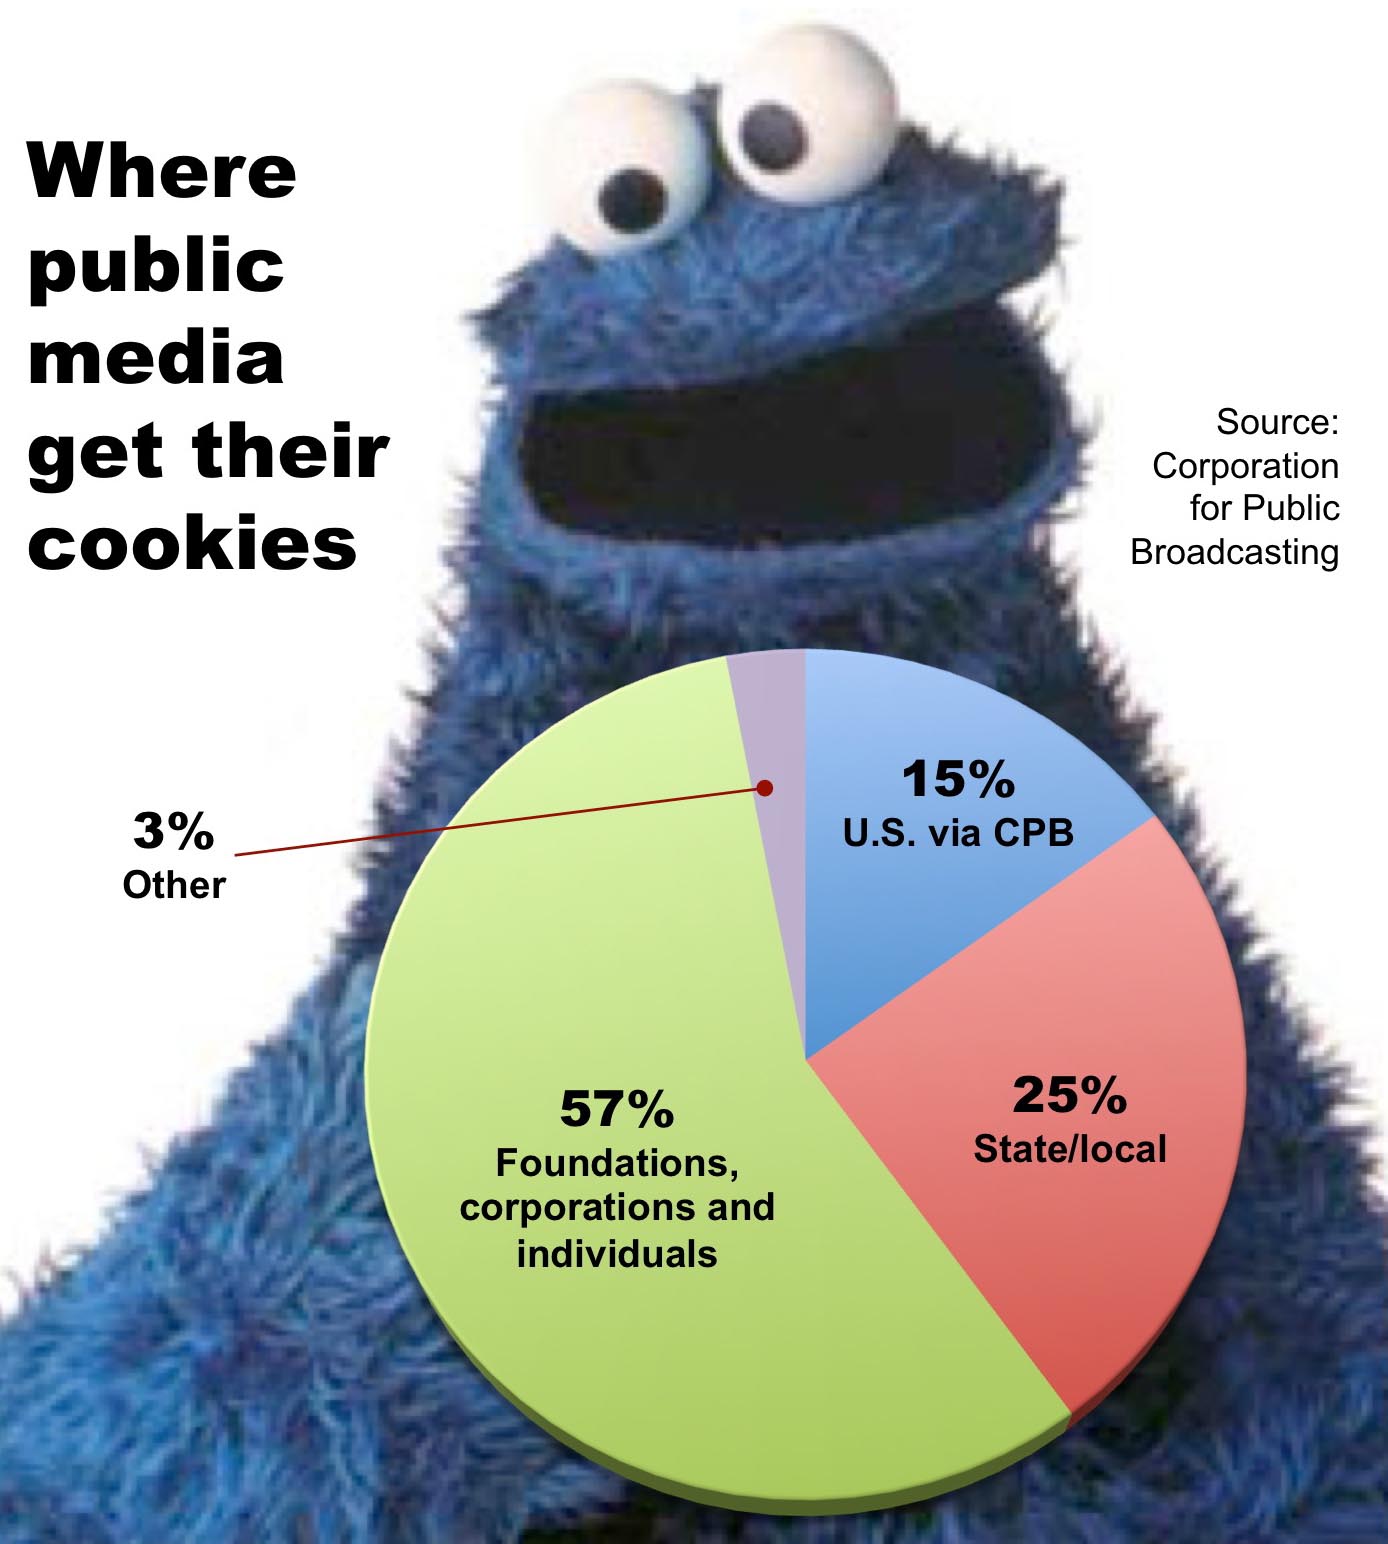 Where
public
media
get their
cookies
Source:
Corporation
for Public
Broadcasting
15%
U.S. via CPB
3%
Other
25%
State/local
57%
Foundations,
corporations and
individuals